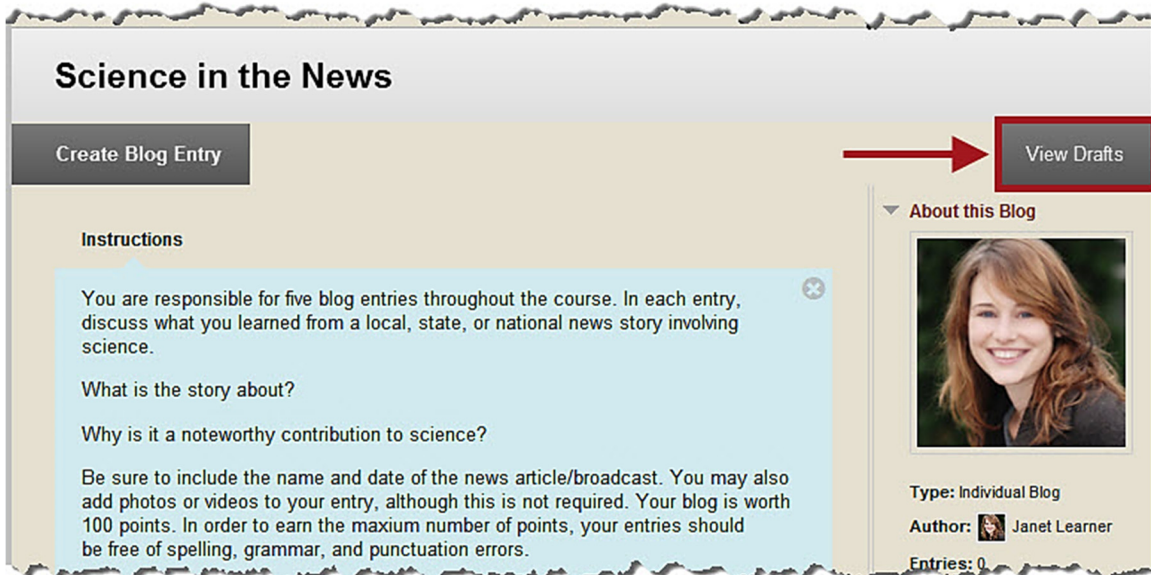 Science in the News
Create Blog Entry
View Drafts
Instructions
You are responsible for five blog entries throughout the course. In each entry,
discuss what you learned from a local, state, or national news story involving
science.
What is the story about?
Why is it a noteworthy contribution to science?
Be sure to include the name and date of the news article/broadcast. You may also
add photos or videos to your entry, although this is not required. Your blog is worth
100 points. In order to earn the maxium number of points, your entries should
be free of spelling, grammar, and punctuation errors.
About this Blog
Type: Individual Blog
Author: Janet Learner
Entries: 0